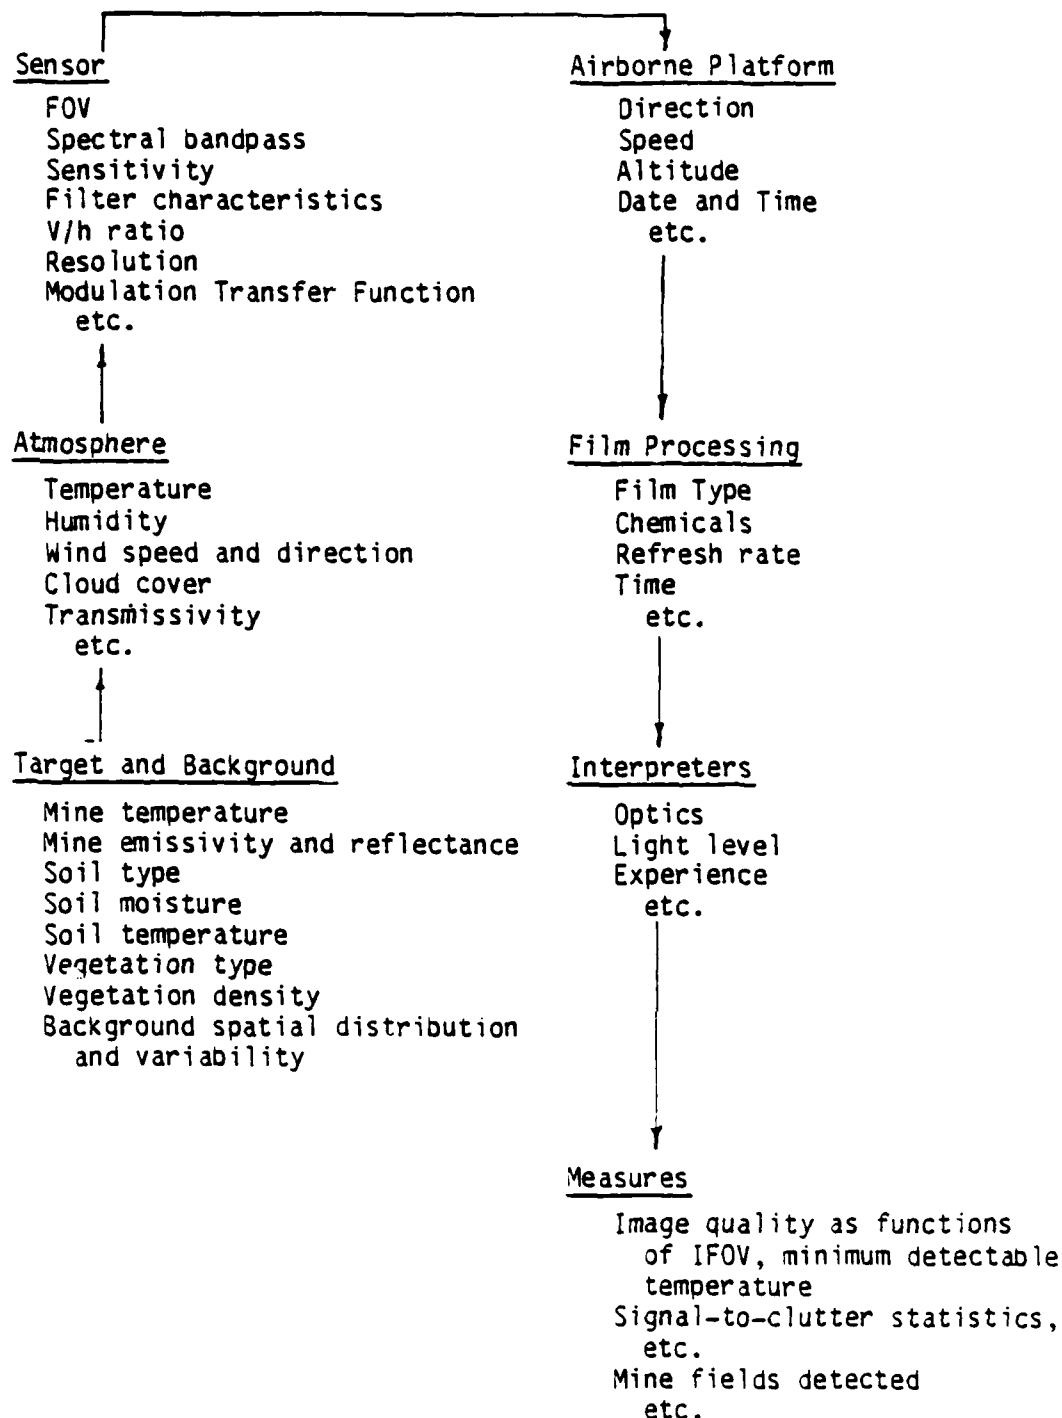 Sensor
FOV
Spectral bandpass
Sensitivity
Filter characteristics
V/h ratio
Resolution
Modulation Transfer Function
etc.
Atmosphere
Temperature
Humidity
Wind speed and direction
Cloud cover
Transmissivity
etc.
Target and Background
Mine temperature
Mine emissivity and reflectance
Soil type
Soil moisture
Soil temperature
Vegetation type
Vegetation density
Background spatial distribution
and variability
Airborne Platform
Direction
Speed
Altitude
Date and Time
etc.
Film Processing
Film Type
Chemicals
Refresh rate
Time
etc.
Interpreters
Optics
Light level
Experience
etc.
Measures
Image quality as functions
of IFOV, minimum detectable
temperature
Signal-to-clutter statistics,
etc.
Mine fields detected
etc.